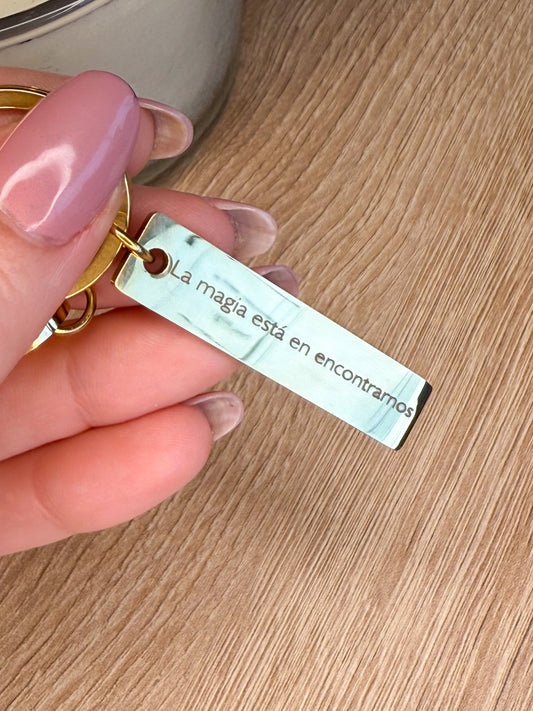 La magia está en encontrarnos